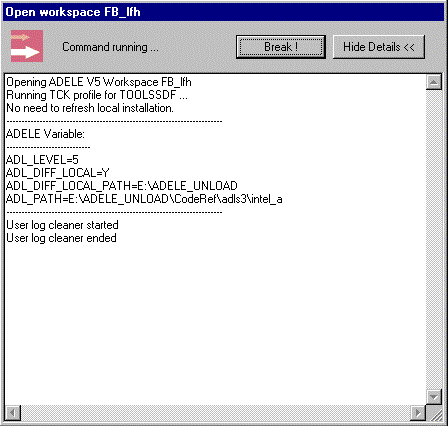 Open workspace FB_lfh
Command running ...
Break !
Hide Details <<
Opening ADELE V5 Workspace FB_lfh
Running TCK profile for TOOLSSDF ...
No need to refresh local installation.
------------------------------------------------------------------------
ADELE Variable:
----------------------------
ADL_LEVEL=5
ADL_DIFF_LOCAL=Y
ADL_DIFF_LOCAL_PATH=E:\ADELE_UNLOAD
ADL_PATH=E:\ADELE_UNLOAD\CodeRef\adls3\intel_a
------------------------------------------------------------------------
User log cleaner started
User log cleaner ended